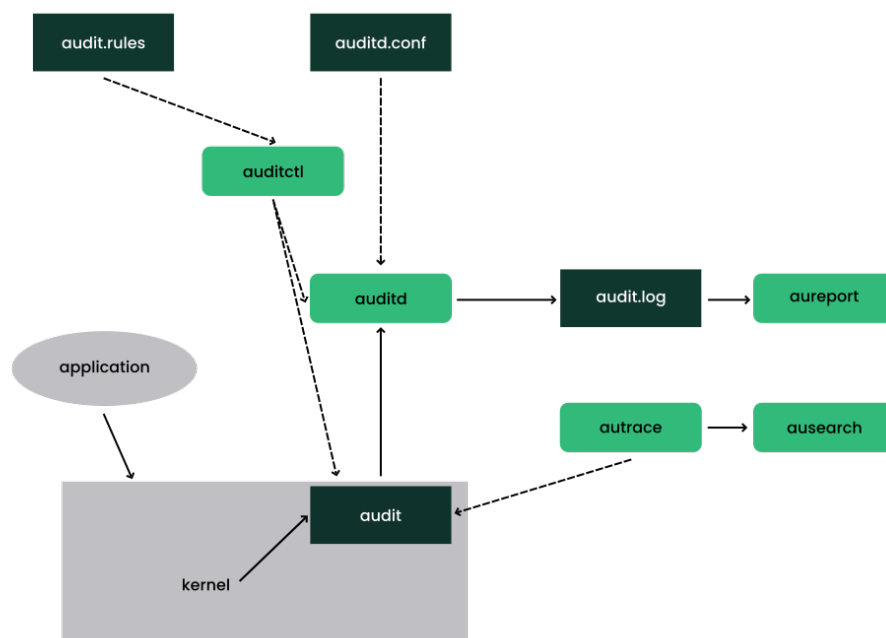 audit.rules
auditd.conf
auditctl
auditd
audit.log
aureport
application
autrace
ausearch
audit
kernel